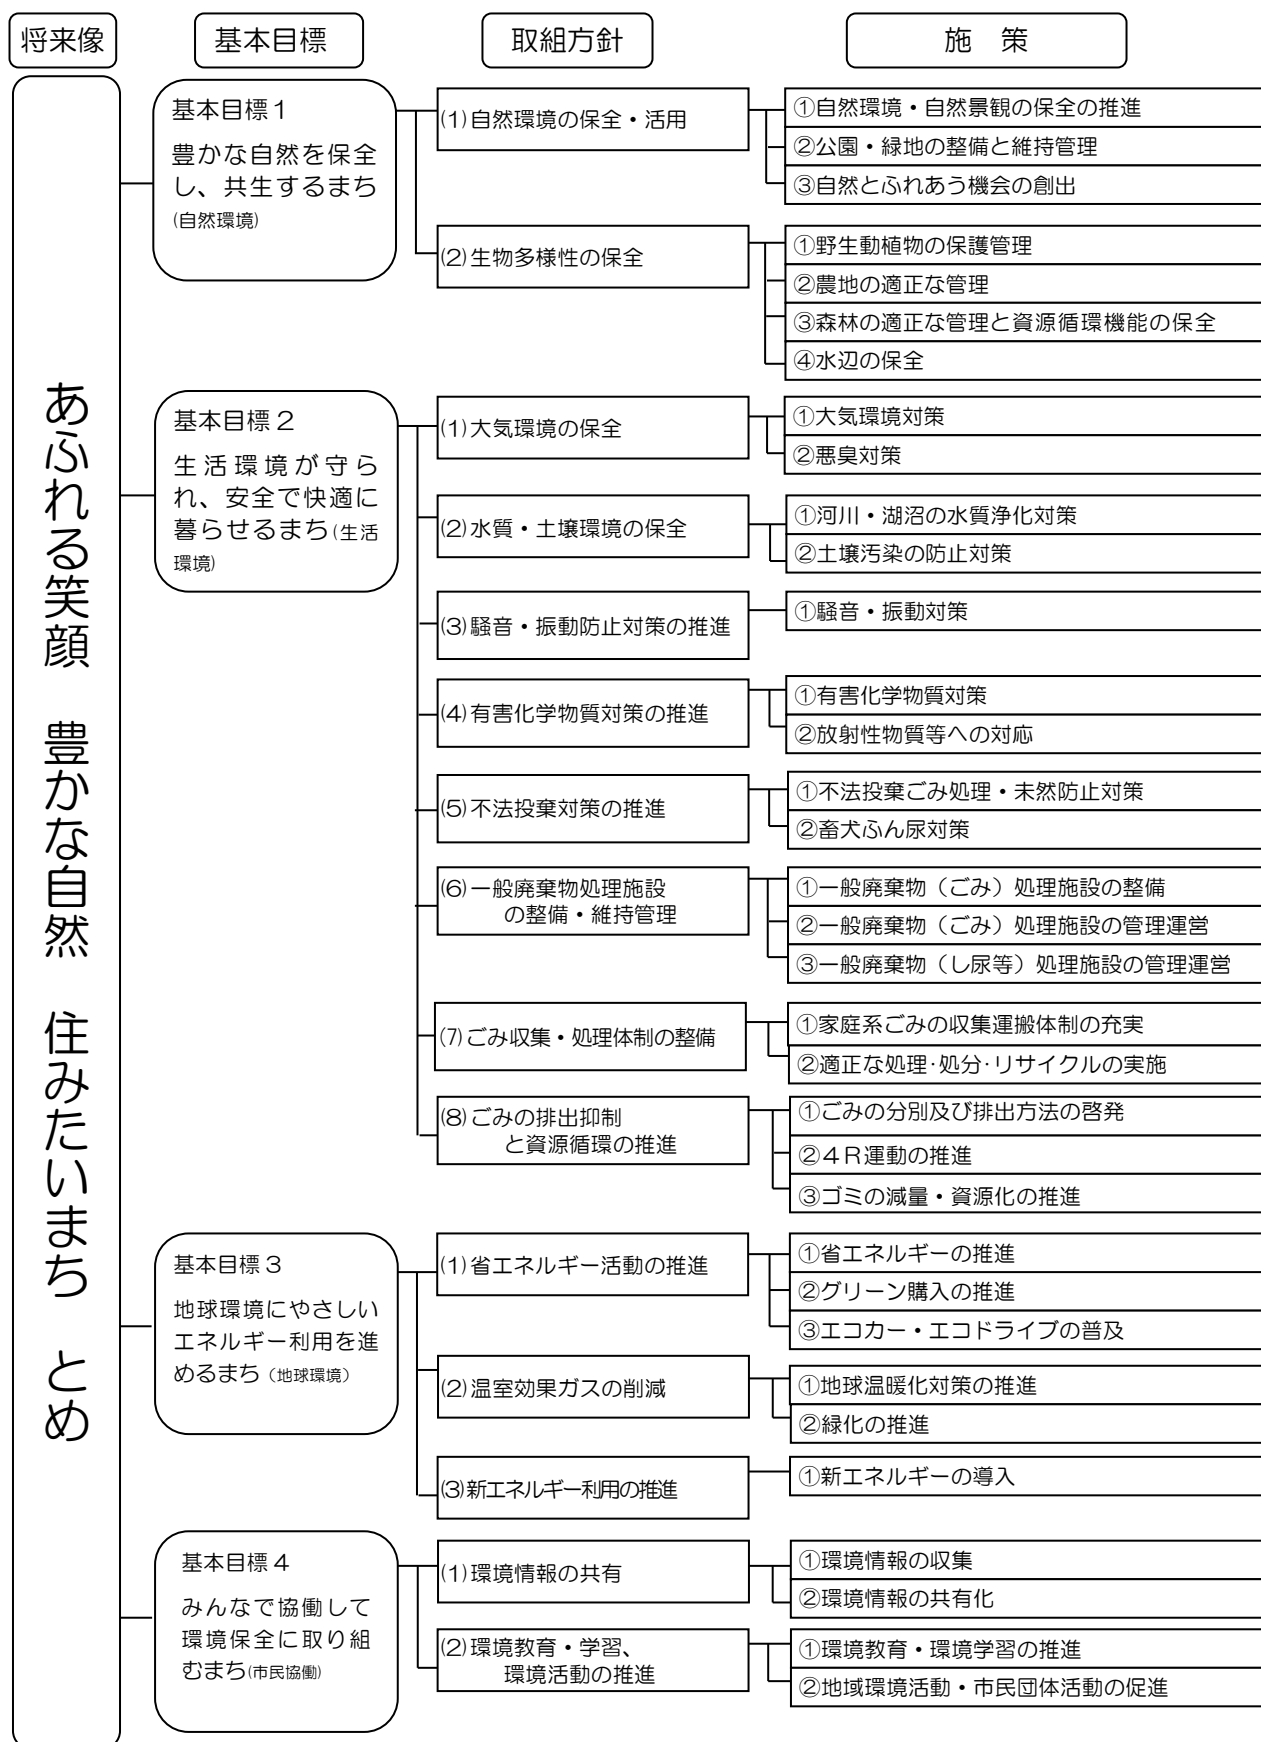 将来像
基本目標
取組方針
施　策
あふれる笑顔　豊かな自然　住みたいまち　とめ
基本目標１
豊かな自然を保全
し、共生するまち
(自然環境)
(1)自然環境の保全・活用
①自然環境・自然景観の保全の推進
②公園・緑地の整備と維持管理
③自然とふれあう機会の創出
(2)生物多様性の保全
①野生動植物の保護管理
②農地の適正な管理
③森林の適正な管理と資源循環機能の保全
④水辺の保全
基本目標２
生活環境が守ら
れ、安全で快適に
暮らせるまち(生活
環境)
(1)大気環境の保全
①大気環境対策
②悪臭対策
(2)水質・土壌環境の保全
①河川・湖沼の水質浄化対策
②土壌汚染の防止対策
(3)騒音・振動防止対策の推進
①騒音・振動対策
(4)有害化学物質対策の推進
①有害化学物質対策
②放射性物質等への対応
(5)不法投棄対策の推進
①不法投棄ごみ処理・未然防止対策
②畜犬ふん尿対策
(6)一般廃棄物処理施設
の整備・維持管理
①一般廃棄物（ごみ）処理施設の整備
②一般廃棄物（ごみ）処理施設の管理運営
③一般廃棄物（し尿等）処理施設の管理運営
(7)ごみ収集・処理体制の整備
①家庭系ごみの収集運搬体制の充実
②適正な処理･処分･リサイクルの実施
(8)ごみの排出抑制
と資源循環の推進
①ごみの分別及び排出方法の啓発
②４Ｒ運動の推進
③ゴミの減量・資源化の推進
基本目標３
地球環境にやさしい
エネルギー利用を進
めるまち（地球環境）
(1)省エネルギー活動の推進
①省エネルギーの推進
②グリーン購入の推進
③エコカー・エコドライブの普及
(2)温室効果ガスの削減
①地球温暖化対策の推進
②緑化の推進
(3)新エネルギー利用の推進
①新エネルギーの導入
基本目標４
みんなで協働して
環境保全に取り組
むまち(市民協働)
(1)環境情報の共有
①環境情報の収集
②環境情報の共有化
(2)環境教育・学習、
環境活動の推進
①環境教育・環境学習の推進
②地域環境活動・市民団体活動の促進